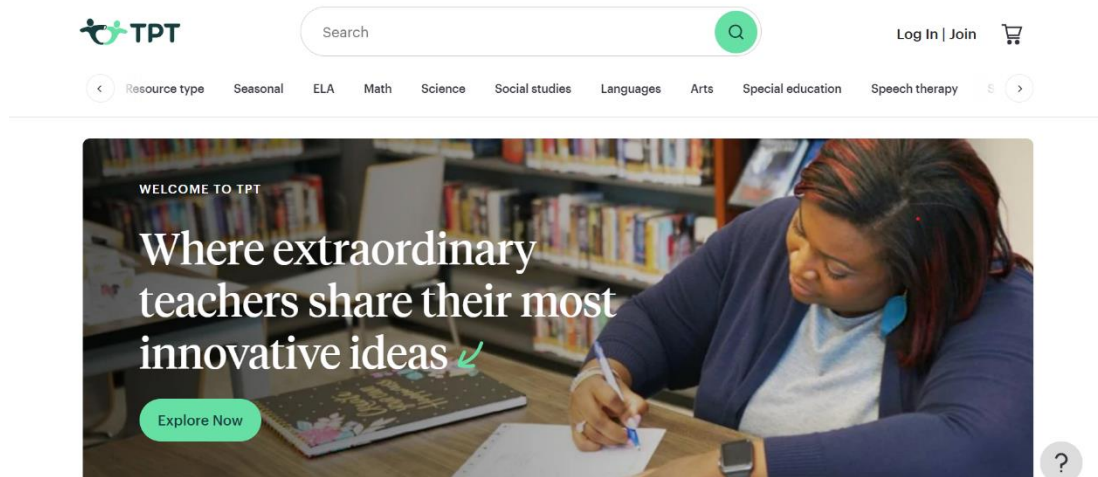 TPT
Search
Log In | Join
Resource type Seasonal ELA Math Science Social studies Languages Arts Special education Speech therapy S
WELCOME TO TPT
Where extraordinary
teachers share their most
innovative ideas
Explore Now
?